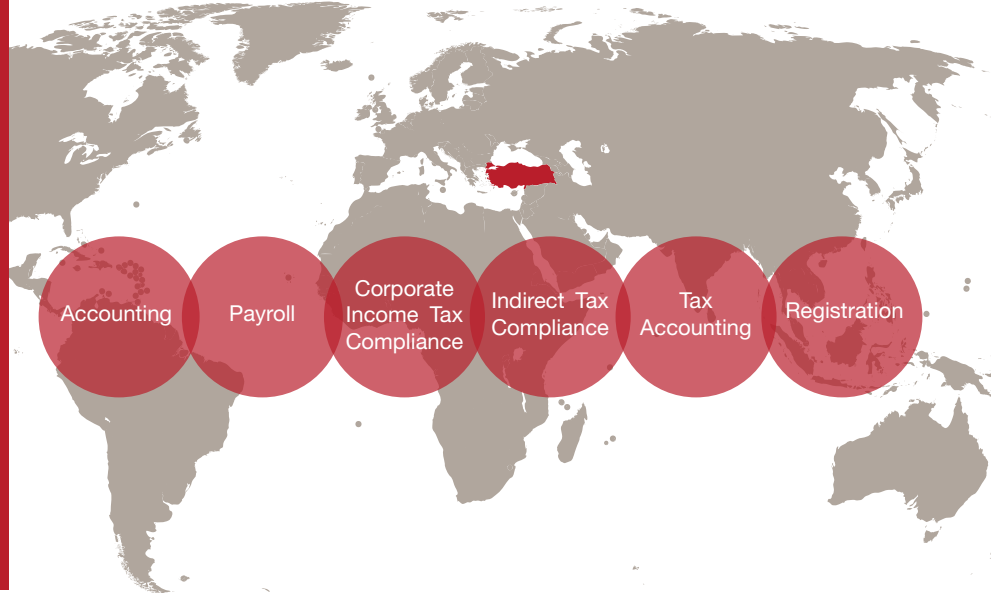 Accounting
Payroll
Corporate
Income Tax
Compliance
Indirect Tax
Compliance
Tax
Accounting
Registration